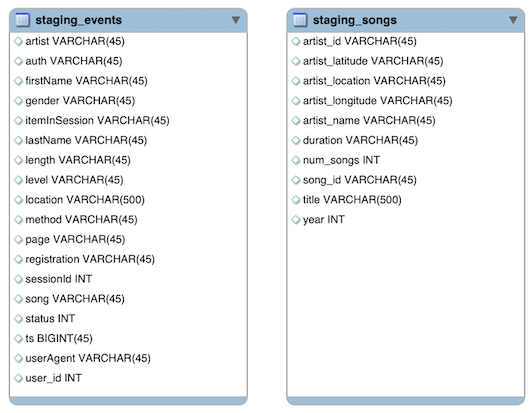 staging_events
artist VARCHAR(45)
auth VARCHAR(45)
firstName VARCHAR(45)
gender VARCHAR(45)
itemInSession VARCHAR(45)
lastName VARCHAR(45)
length VARCHAR(45)
level VARCHAR(45)
location VARCHAR(500)
method VARCHAR(45)
page VARCHAR(45)
registration VARCHAR(45)
sessionId INT
song VARCHAR(45)
status INT
ts BIGINT(45)
userAgent VARCHAR(45)
user_id INT
staging_songs
artist_id VARCHAR(45)
artist_latitude VARCHAR(45)
artist_location VARCHAR(45)
artist_longitude VARCHAR(45)
artist_name VARCHAR(45)
duration VARCHAR(45)
num_songs INT
song_id VARCHAR(45)
title VARCHAR(500)
year INT